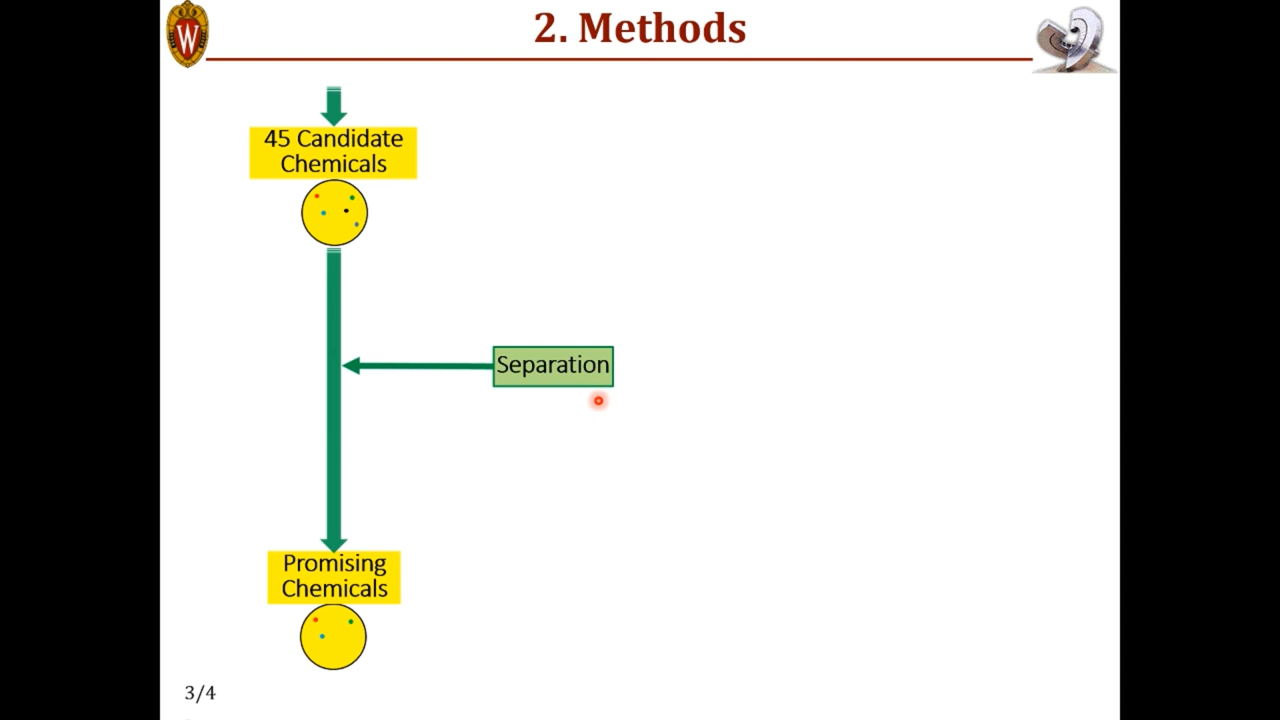 2. Methods
W
45 Candidate
Chemicals
Separation
Promising
Chemicals
3/4